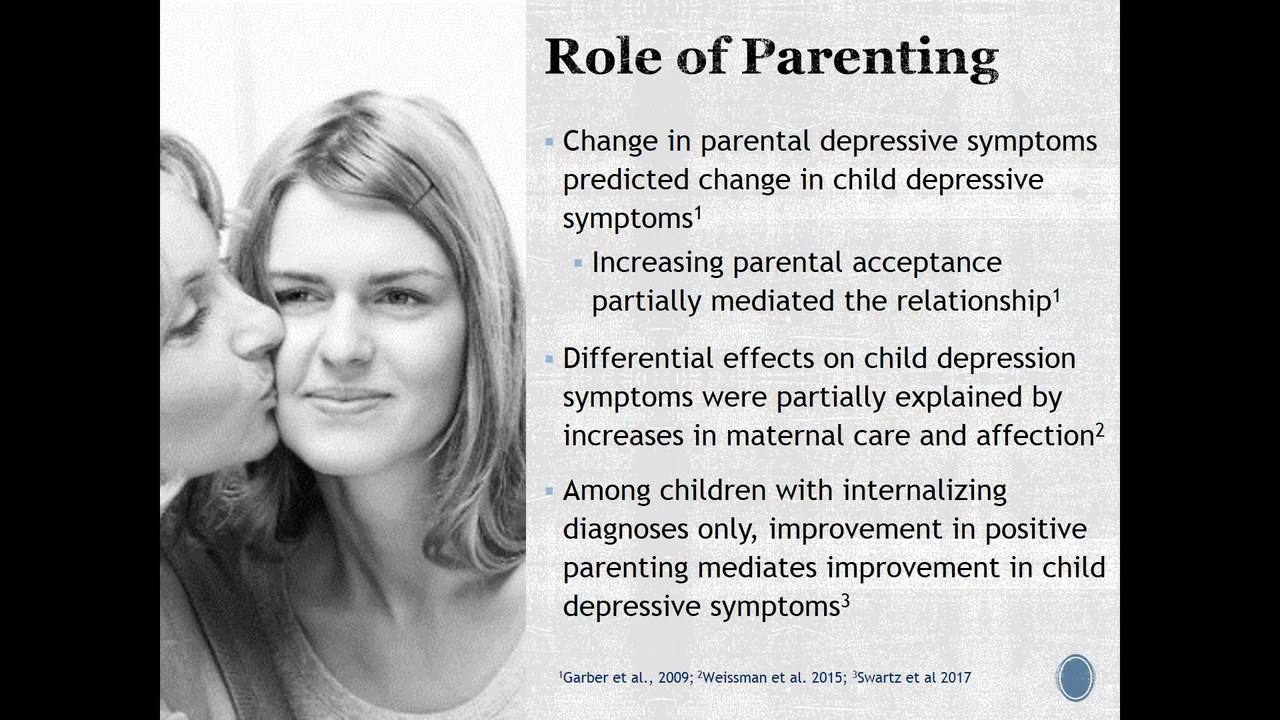 Role of Parenting
▪ Change in parental depressive symptoms
predicted change in child depressive
symptoms¹
▪ Increasing parental acceptance
partially mediated the relationship¹
▪ Differential effects on child depression
symptoms were partially explained by
increases in maternal care and affection²
▪ Among children with internalizing
diagnoses only, improvement in positive
parenting mediates improvement in child
depressive symptoms³
¹Garber et al., 2009; ²Weissman et al. 2015; ³Swartz et al 2017